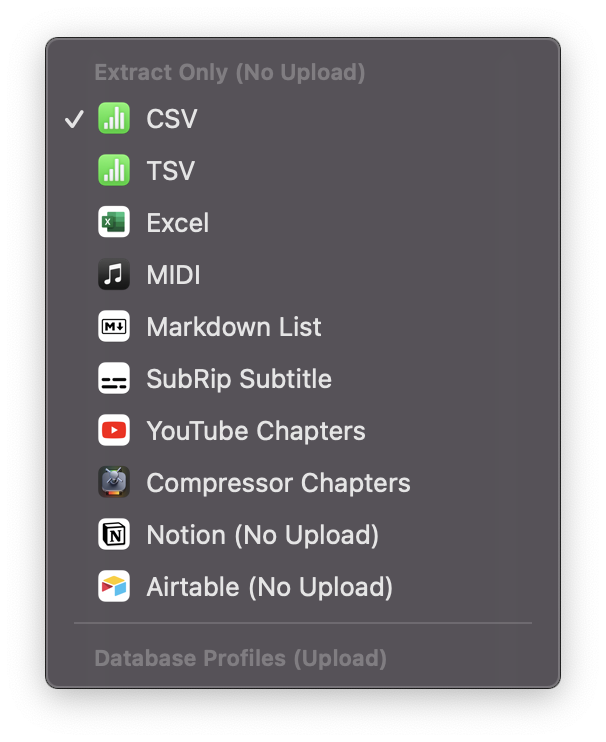 Extract Only (No Upload)
✓ CSV
TSV
Excel
MIDI
Markdown List
SubRip Subtitle
YouTube Chapters
Compressor Chapters
Notion (No Upload)
Airtable (No Upload)
Database Profiles (Upload)